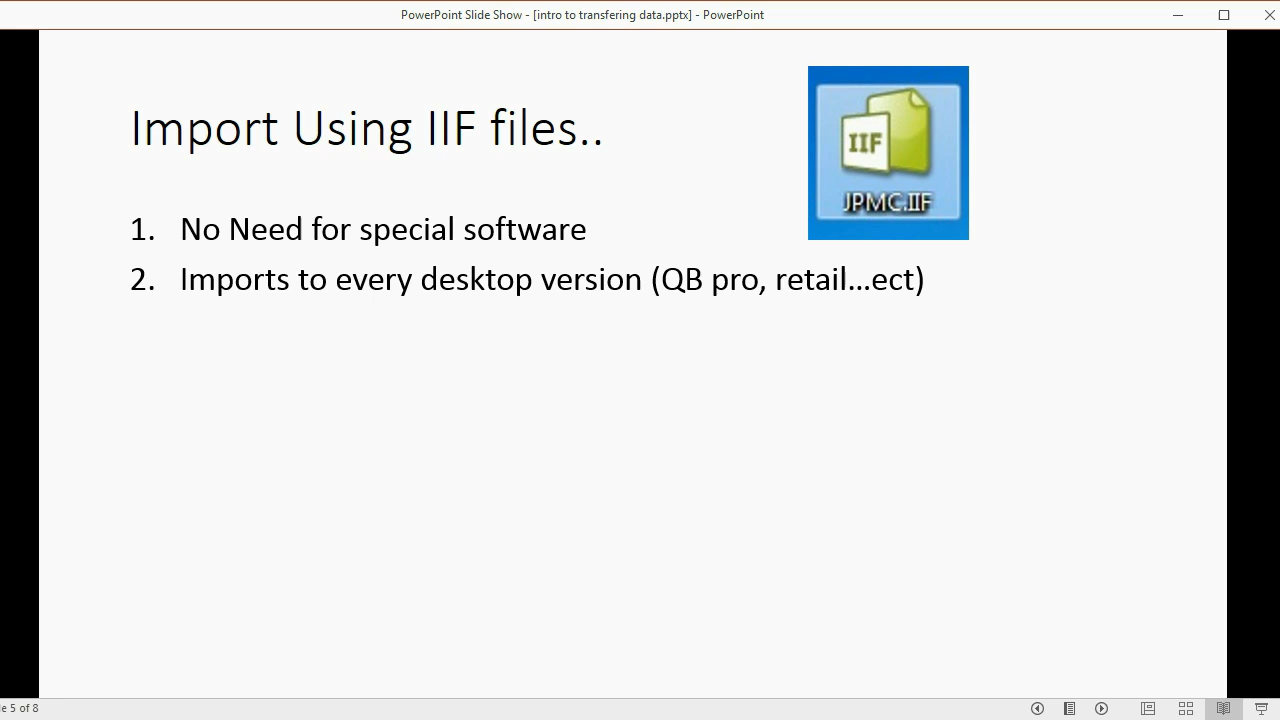 PowerPoint Slide Show - [intro to transfering data.pptx] - PowerPoint
Import Using IIF files..
IIF
JPMC.IIF
1. No Need for special software
2. Imports to every desktop version (QB pro, retail...ect)
le 5 of 8